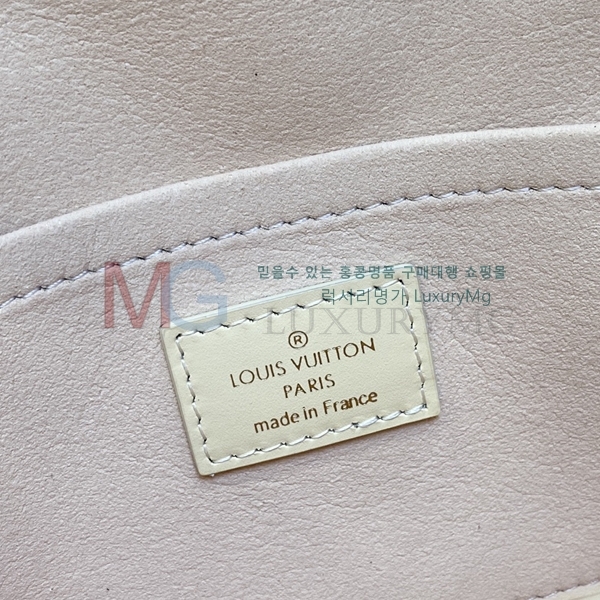 믿을수 있는 홍콩명품 구매대행 쇼핑몰
MG 럭셔리명가 LuxuryMg
LUXURYMG
®
LOUIS VUITTON
PARIS
made in France